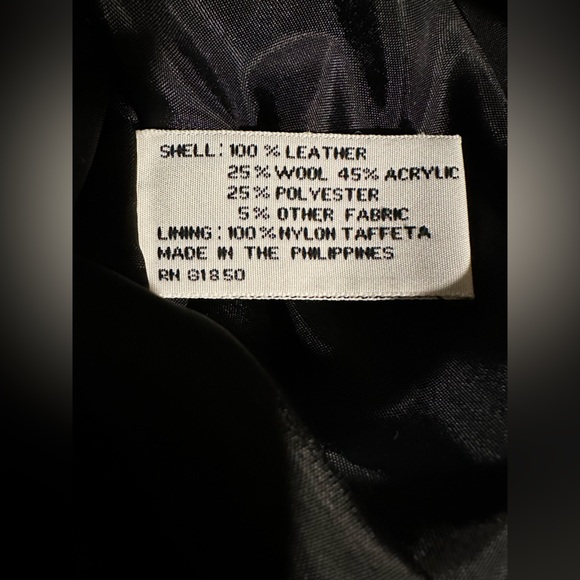 SHELL: 100 % LEATHER
25% WOOL 45% ACRYLIC
25% POLYESTER
5% OTHER FABRIC
LINING: 100% NYLON TAFFETA
MADE IN THE PHILIPPINES
RN 81850